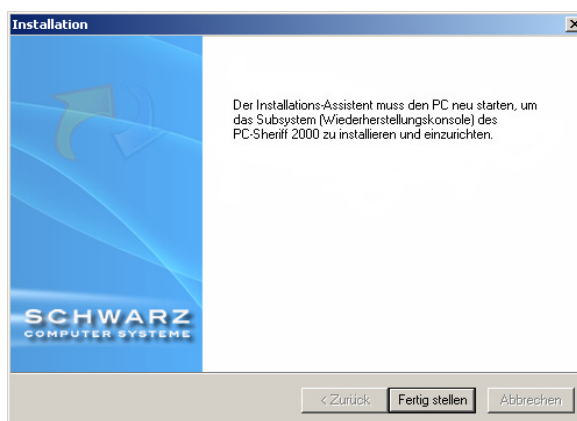 Installation
Der Installations-Assistent muss den PC neu starten, um
das Subsystem (Wiederherstellungskonsole) des
PC-Sheriff 2000 zu installieren und einzurichten.
SCHWARZ
COMPUTER SYSTEME
< Zurück
Fertig stellen
Abbrechen